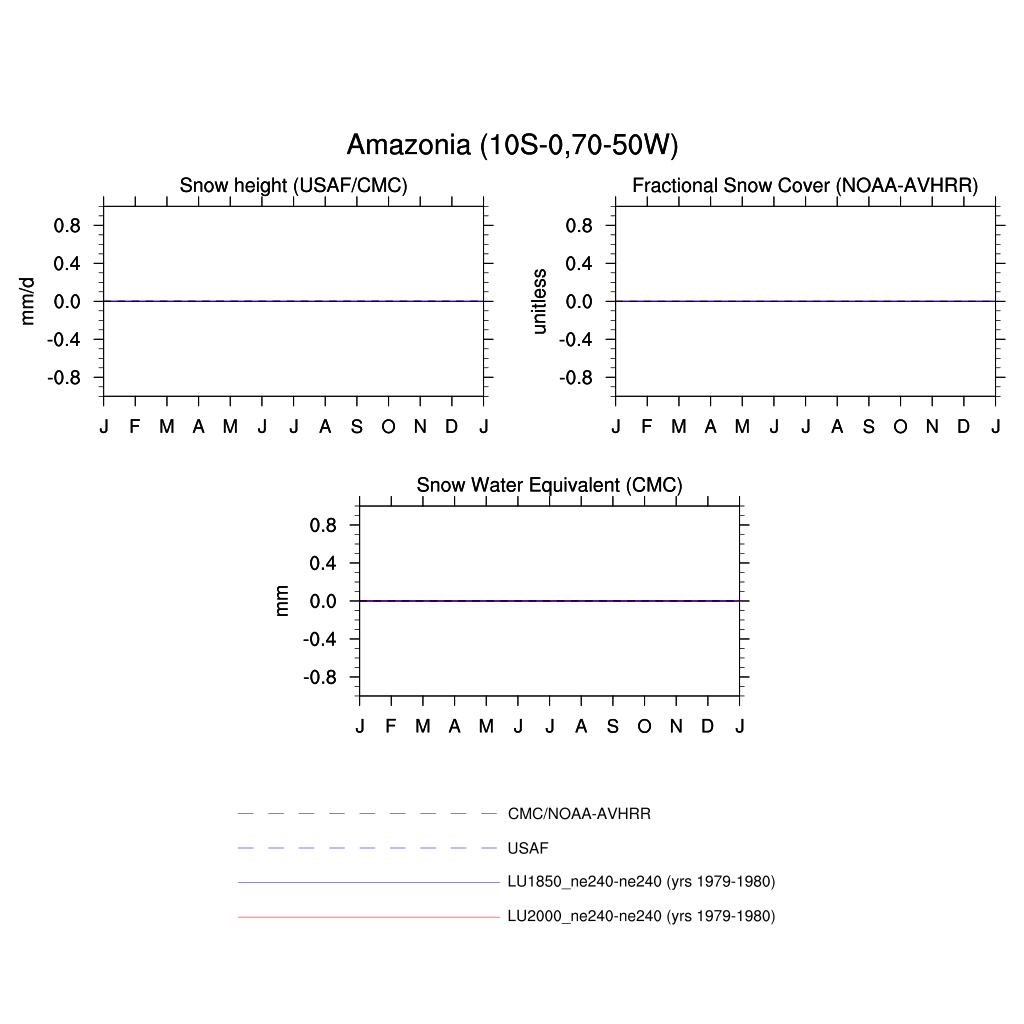 Amazonia (10S-0,70-50W)
Snow height (USAF/CMC)
mm/d
0.8
0.4
0.0
-0.4
-0.8
J F M A M J J A S O N D J
Fractional Snow Cover (NOAA-AVHRR)
unitless
0.8
0.4
0.0
-0.4
-0.8
J F M A M J J A S O N D J
Snow Water Equivalent (CMC)
mm
0.8
0.4
0.0
-0.4
-0.8
J F M A M J J A S O N D J
CMC/NOAA-AVHRR
USAF
LU1850_ne240-ne240 (yrs 1979-1980)
LU2000_ne240-ne240 (yrs 1979-1980)